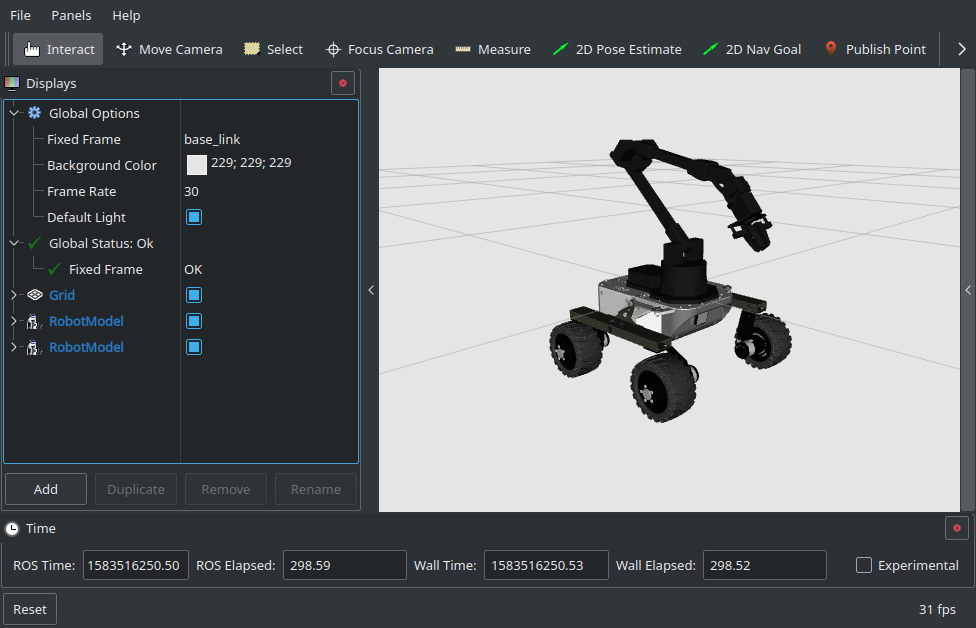 File Panels Help
Interact Move Camera Select Focus Camera Measure 2D Pose Estimate 2D Nav Goal Publish Point
Displays
Global Options
Fixed Frame base_link
Background Color 229; 229; 229
Frame Rate 30
Default Light
Global Status: Ok
Fixed Frame OK
Grid
RobotModel
RobotModel
Add Duplicate Remove Rename
Time
ROS Time: 1583516250.50 ROS Elapsed: 298.59 Wall Time: 1583516250.53 Wall Elapsed: 298.52 Experimental
Reset 31 fps